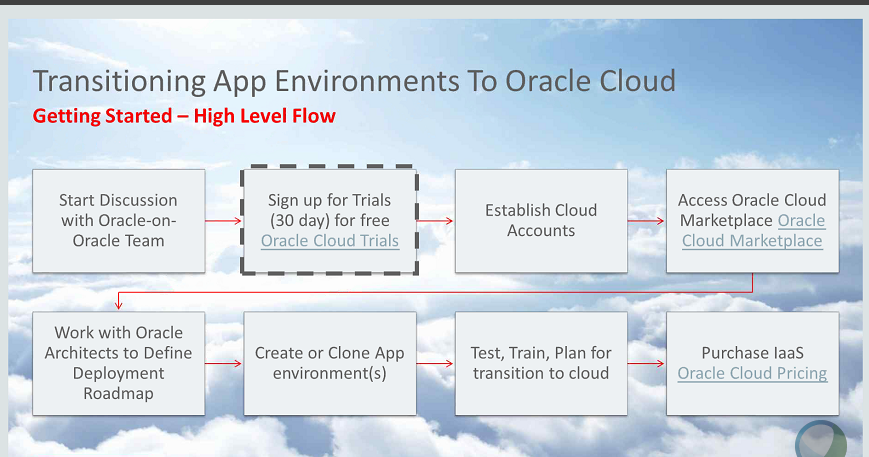 Transitioning App Environments To Oracle Cloud
Getting Started – High Level Flow
Start Discussion
with Oracle-on-
Oracle Team
Sign up for Trials
(30 day) for free
Oracle Cloud Trials
Establish Cloud
Accounts
Access Oracle Cloud
Marketplace Oracle
Cloud Marketplace
Work with Oracle
Architects to Define
Deployment
Roadmap
Create or Clone App
environment(s)
Test, Train, Plan for
transition to cloud
Purchase IaaS
Oracle Cloud Pricing